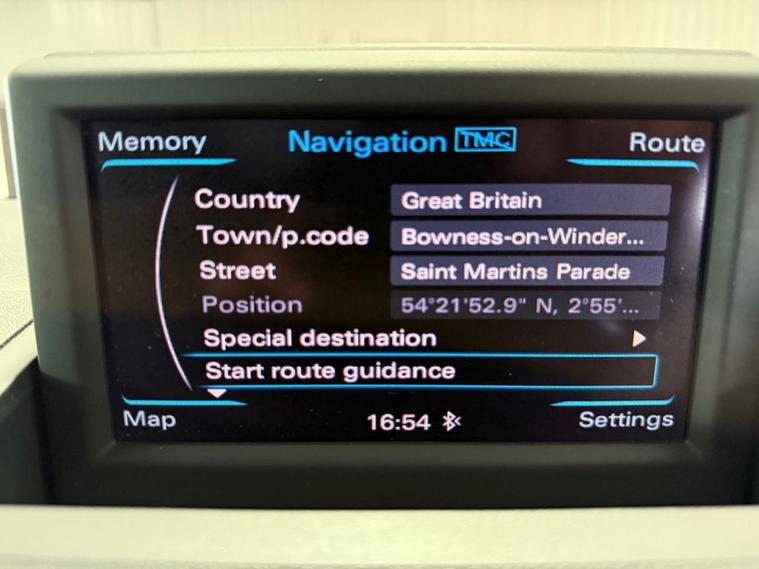 Memory Navigation TMC Route
Country Great Britain
Town/p.code Bowness-on-Winder...
Street Saint Martins Parade
Position 54°21'52.9" N, 2°55'...
Special destination
Start route guidance
Map 16:54 Settings